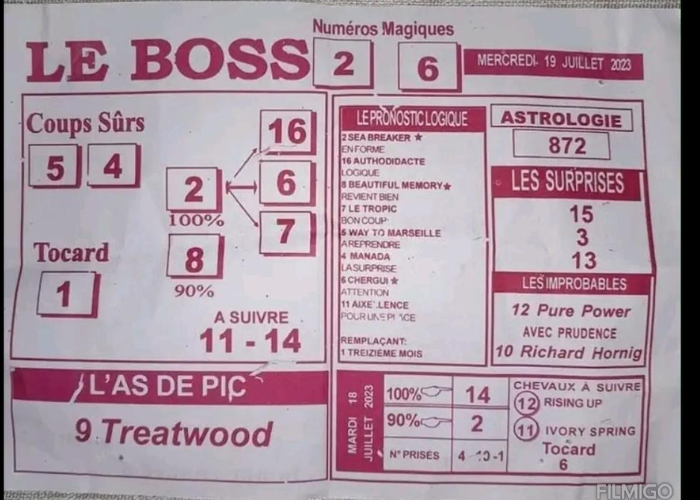 LE BOSS
Numéros Magiques
2 6
MERCREDI- 19 JUILLET 2023
Coups Sûrs
5 4
16
2
6
100%
7
8
90%
Tocard
1
A SUIVRE
11 - 14
L'AS DE PIC
9 Treatwood
LE PRONOSTIC LOGIQUE
2 SEA BREAKER ★
EN FORME
16 AUTHODIDACTE
LOGIQUE
8 BEAUTIFUL MEMORY ★
REVIENT BIEN
7 LE TROPIC
BON COUP
5 WAY TO MARSEILLE
A REPRENDRE
4 MANADA
LA SURPRISE
6 CHERGUI ★
ATTENTION
11 AIXE LENCE
POUR UNE
REMPLAÇANT:
1 TREIZIÈME MOIS
ASTROLOGIE
872
LES SURPRISES
15
3
13
LES IMPROBABLES
12 Pure Power
AVEC PRUDENCE
10 Richard Hornig
MARDI 18
JUILLET 2023
100% 14
90% 2
N° PRISES 4 -10-1
CHEVAUX À SUIVRE
12 RISING UP
11 IVORY SPRING
Tocard
6
FILMIGO